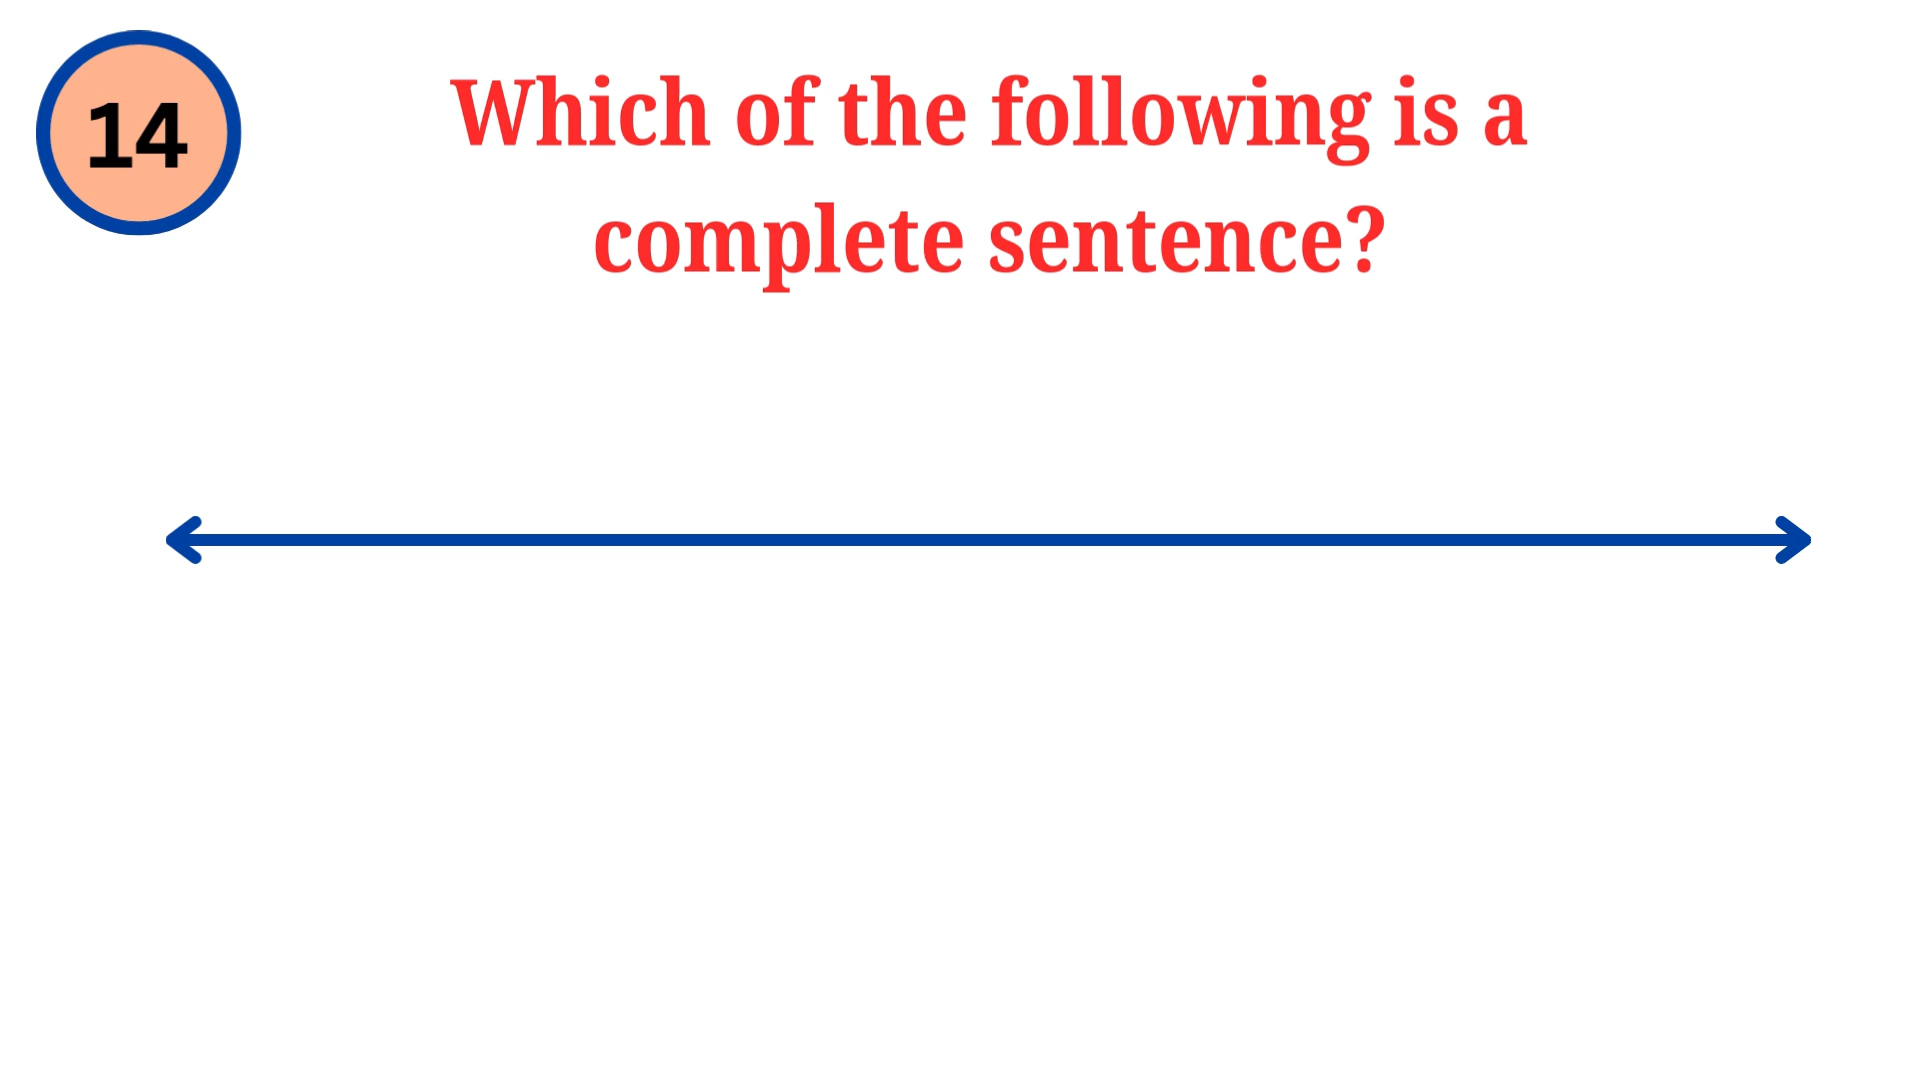 14
Which of the following is a
complete sentence?